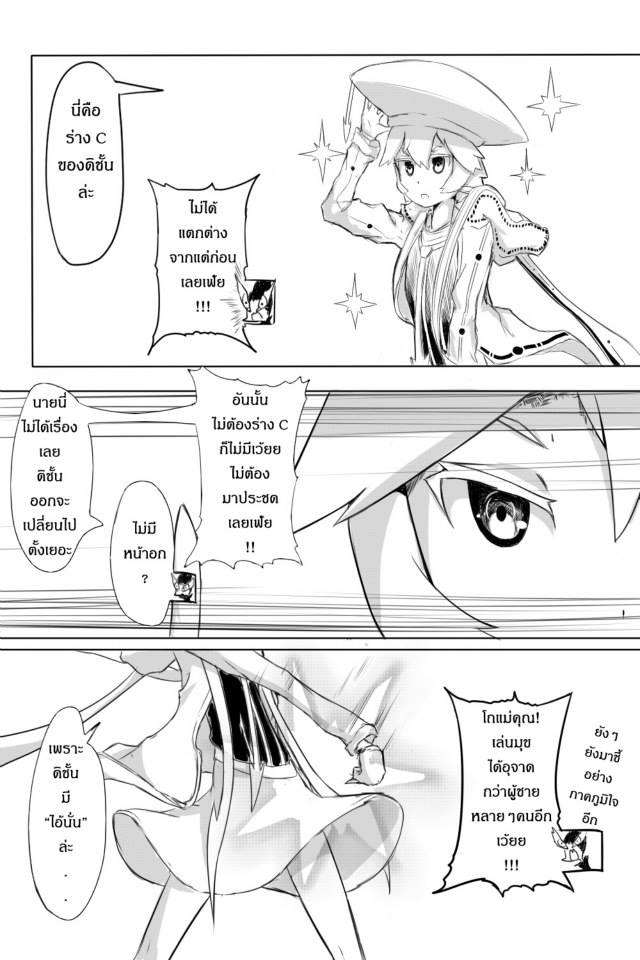 นี่คือ
ร่าง C
ของดิชั้น
ล่ะ
ไม่ได้
แตกต่าง
จากแต่ก่อน
เลยเฟ้ย
!!!
นายนี่
ไม่ได้เรื่อง
เลย
ดิชั้น
ออกจะ
เปลี่ยนไป
ตั้งเยอะ
ไม่มี
หน้าอก
?
อันนั้น
ไม่ต้องร่าง C
ก็ไม่มีเว้ยย
ไม่ต้อง
มาประชด
เลยเฟ้ย
!!
เพราะ
ดิชั้น
มี
“ไอ้นั่น”
ล่ะ
.
.
โกแม่คุณ!
เล่นมุข
ได้อุจาด
กว่าผู้ชาย
หลายๆคนอีก
เว้ยย
!!!
ยังๆ
ยังมาชี้
อย่าง
ภาคภูมิใจ
อีก